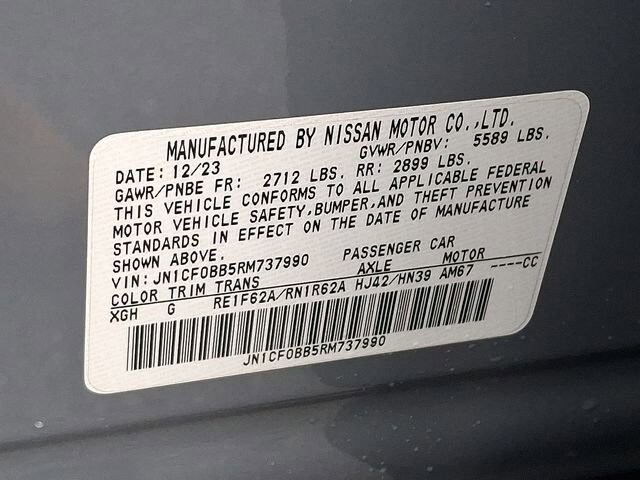 MANUFACTURED BY NISSAN MOTOR CO.,LTD.
DATE: 12/23 GVWR/PNBV: 5589 LBS.
GAWR/PNBE FR: 2712 LBS. RR: 2899 LBS.
THIS VEHICLE CONFORMS TO ALL APPLICABLE FEDERAL
MOTOR VEHICLE SAFETY,BUMPER,AND THEFT PREVENTION
STANDARDS IN EFFECT ON THE DATE OF MANUFACTURE
SHOWN ABOVE.
VIN: JN1CF0BB5RM737990 PASSENGER CAR
COLOR TRIM TRANS AXLE MOTOR
XGH G RE1F62A/RN1R62A HJ42/HN39 AM67 ----CC
JN1CF0BB5RM737990